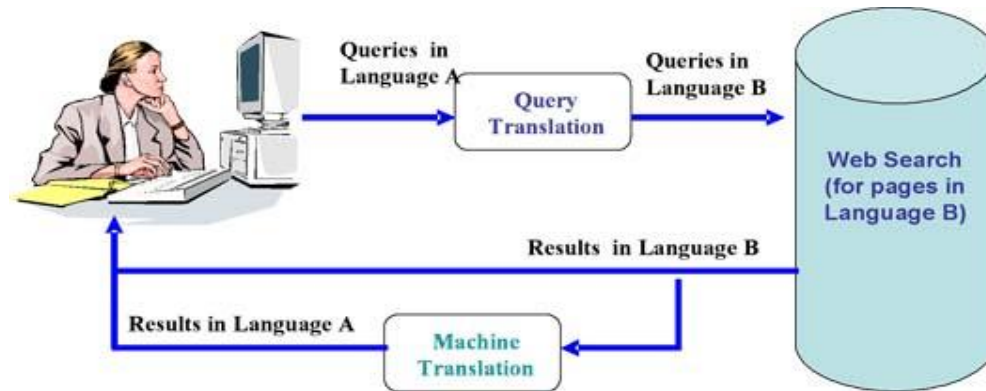 Queries in
Language A
Query
Translation
Queries in
Language B
Web Search
(for pages in
Language B)
Results in Language B
Results in Language A
Machine
Translation